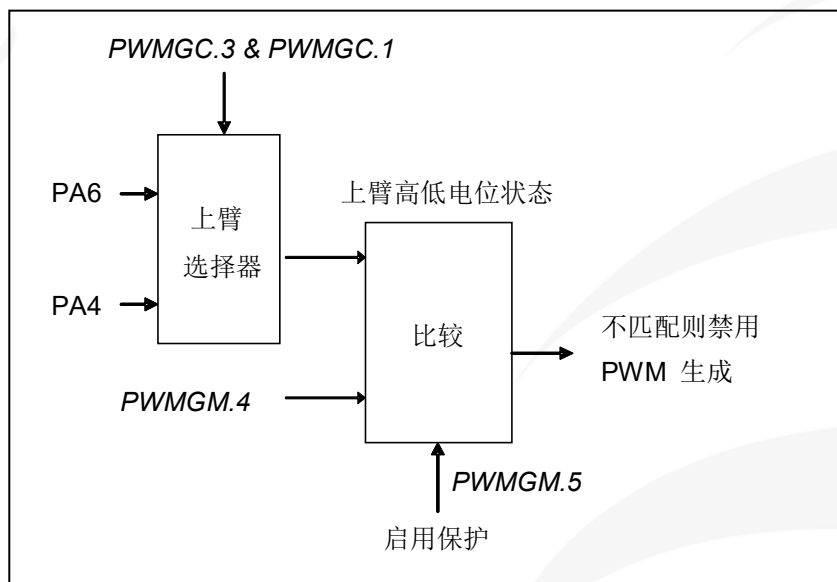 PWMGC.3 & PWMGC.1
PA6
上臂
选择器
PA4
上臂高低电位状态
比较
不匹配则禁用
PWM 生成
PWMGM.4
PWMGM.5
启用保护